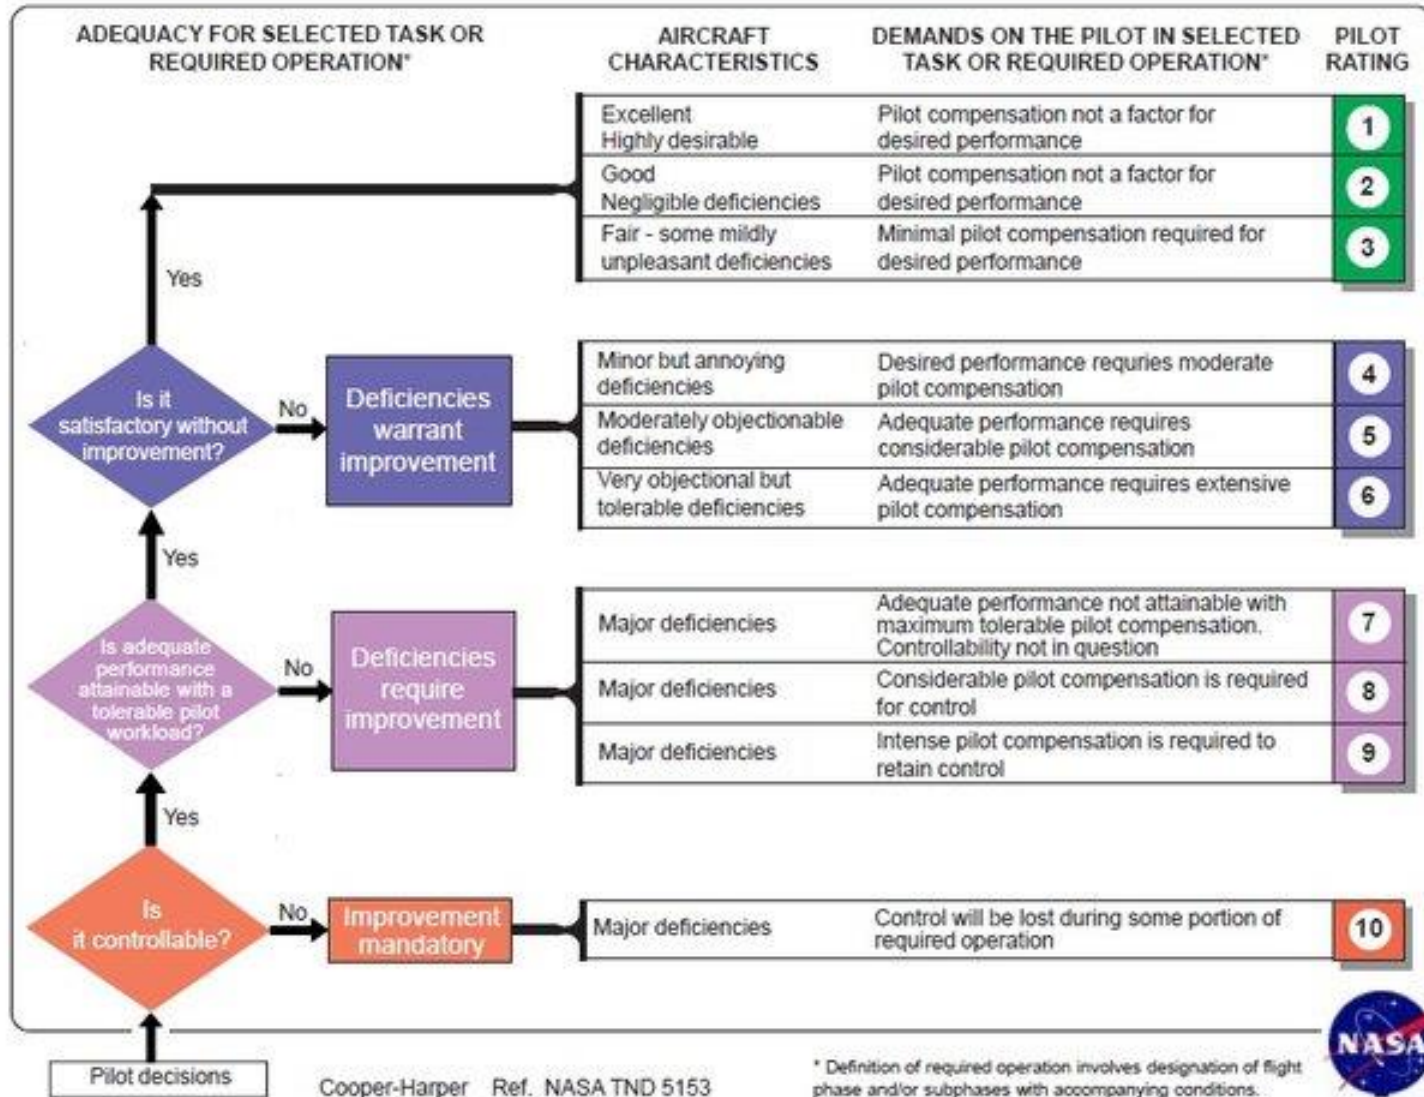 ADEQUACY FOR SELECTED TASK OR
REQUIRED OPERATION*
AIRCRAFT
CHARACTERISTICS
DEMANDS ON THE PILOT IN SELECTED
TASK OR REQUIRED OPERATION*
PILOT
RATING
Excellent
Highly desirable
Pilot compensation not a factor for
desired performance
1
Good
Negligible deficiencies
Pilot compensation not a factor for
desired performance
2
Fair - some mildly
unpleasant deficiencies
Minimal pilot compensation required for
desired performance
3
Yes
Is it
satisfactory without
improvement?
No
Deficiencies
warrant
improvement
Minor but annoying
deficiencies
Desired performance requries moderate
pilot compensation
4
Moderately objectionable
deficiencies
Adequate performance requires
considerable pilot compensation
5
Very objectional but
tolerable deficiencies
Adequate performance requires extensive
pilot compensation
6
Yes
Is adequate
performance
attainable with a
tolerable pilot
workload?
No
Deficiencies
require
improvement
Major deficiencies
Adequate performance not attainable with
maximum tolerable pilot compensation.
Controllability not in question
7
Major deficiencies
Considerable pilot compensation is required
for control
8
Major deficiencies
Intense pilot compensation is required to
retain control
9
Yes
Is
it controllable?
No
Improvement
mandatory
Major deficiencies
Control will be lost during some portion of
required operation
10
Pilot decisions
Cooper-Harper Ref. NASA TND 5153
* Definition of required operation involves designation of flight
phase and/or subphases with accompanying conditions.
NASA